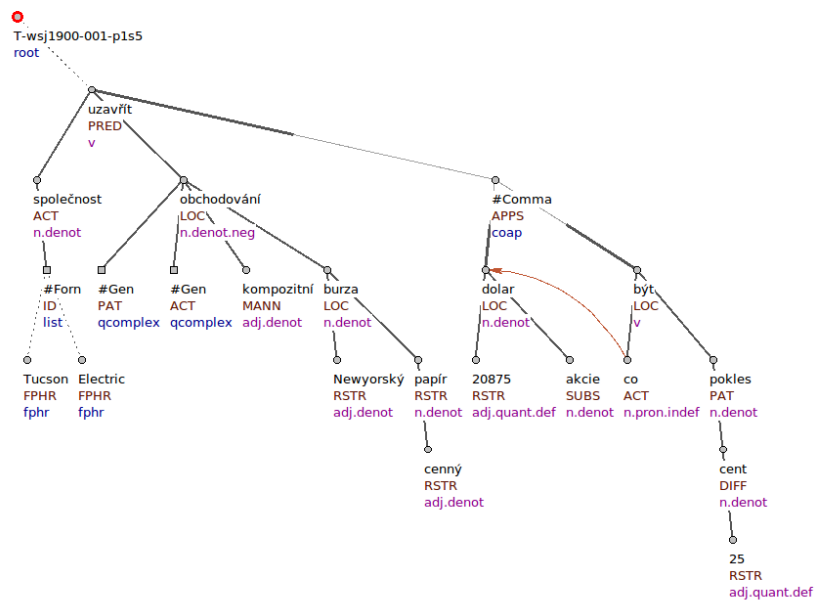 T-wsj1900-001-p1s5
root
uzavřít
PRED
v
společnost
ACT
n.denot
obchodování
LOC
n.denot.neg
#Comma
APPS
coap
#Forn
ID
list
#Gen
PAT
qcomplex
#Gen
ACT
qcomplex
kompozitní
MANN
adj.denot
burza
LOC
n.denot
dolar
LOC
n.denot
být
LOC
v
Tucson
FPHR
fphr
Electric
FPHR
fphr
Newyorský
RSTR
adj.denot
papír
RSTR
n.denot
20875
RSTR
adj.quant.def
akcie
SUBS
n.denot
co
ACT
n.pron.indef
pokles
PAT
n.denot
cenný
RSTR
adj.denot
cent
DIFF
n.denot
25
RSTR
adj.quant.def